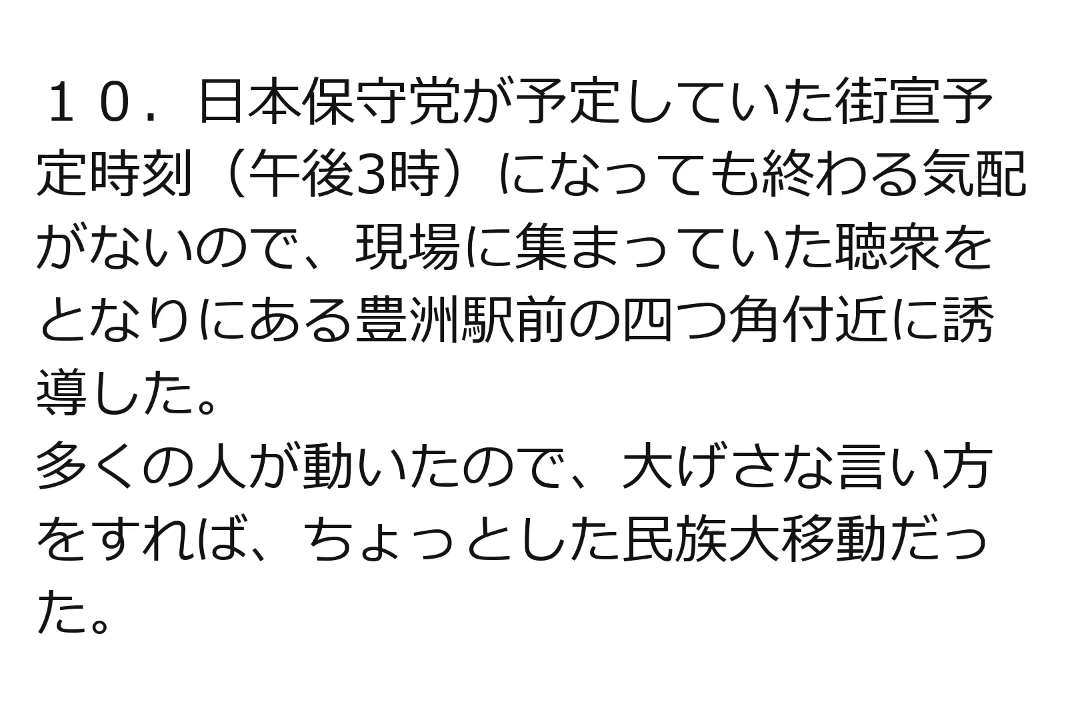 １０．日本保守党が予定していた街宣予
定時刻（午後3時）になっても終わる気配
がないので、現場に集まっていた聴衆を
となりにある豊洲駅前の四つ角付近に誘
導した。
多くの人が動いたので、大げさな言い方
をすれば、ちょっとした民族大移動だっ
た。